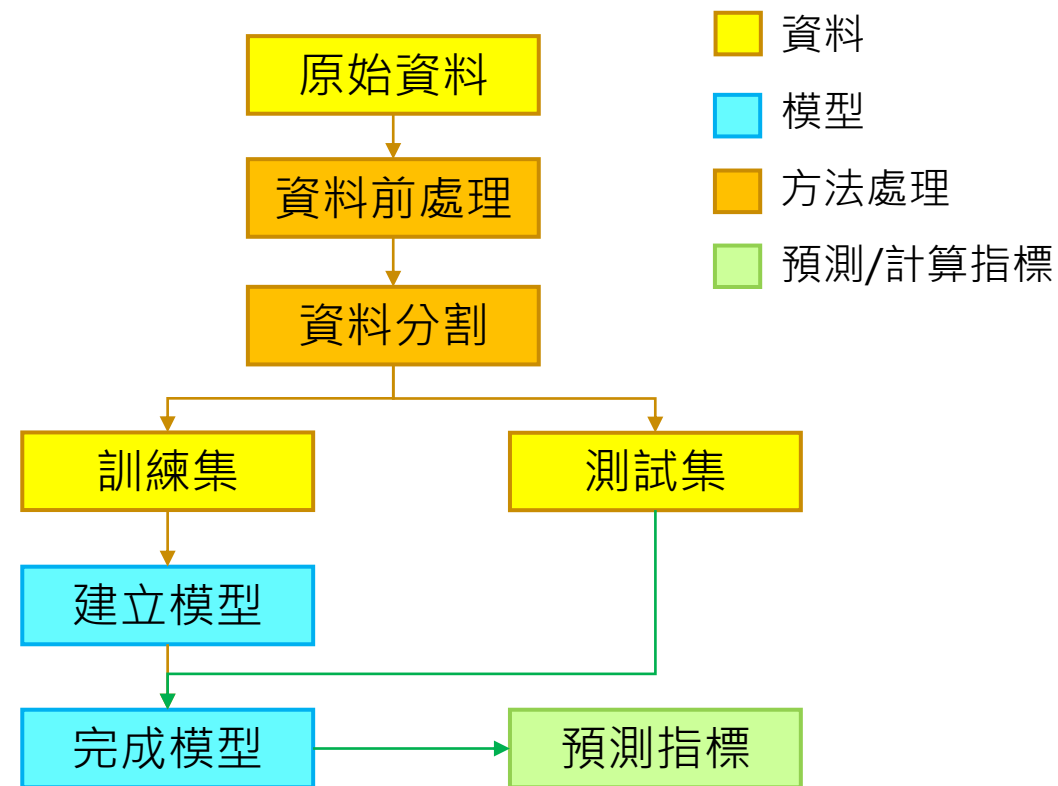 原始資料
資料前處理
資料分割
訓練集
測試集
建立模型
完成模型
預測指標
資料
模型
方法處理
預測/計算指標